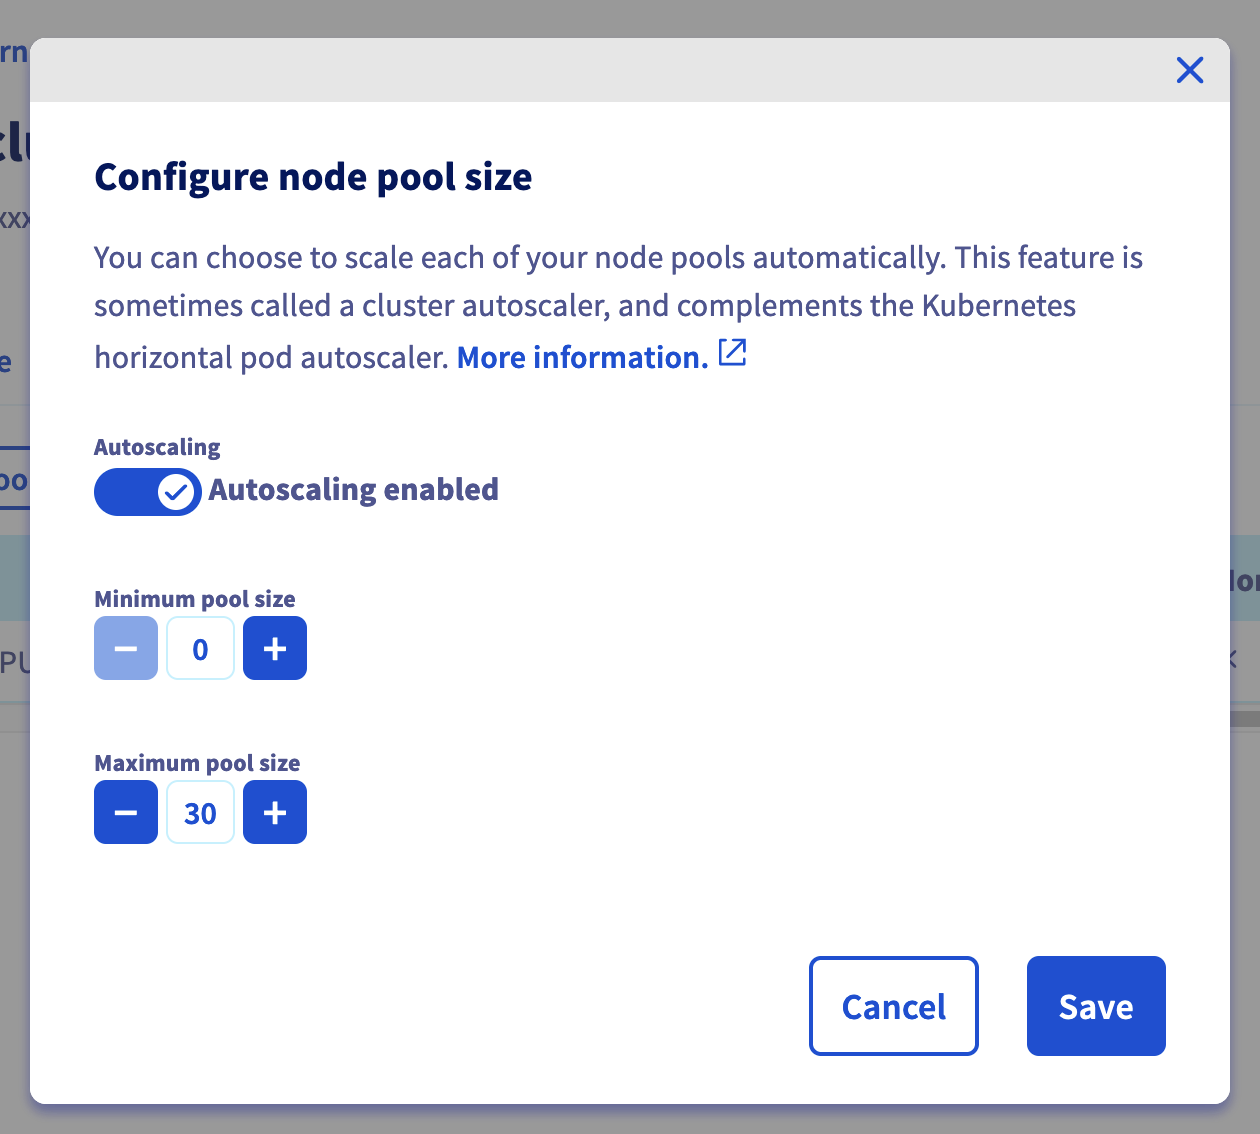 Configure node pool size
You can choose to scale each of your node pools automatically. This feature is
sometimes called a cluster autoscaler, and complements the Kubernetes
horizontal pod autoscaler. More information.
Autoscaling
Autoscaling enabled
Minimum pool size
0
Maximum pool size
30
Cancel
Save